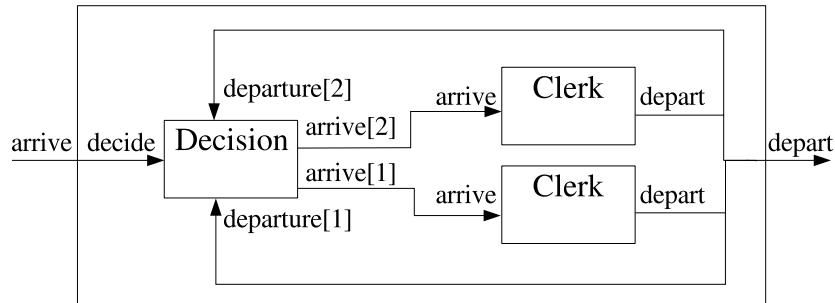 departure[2]
arrive
Clerk
depart
arrive
decide
Decision
arrive[2]
depart
arrive[1]
arrive
Clerk
depart
departure[1]